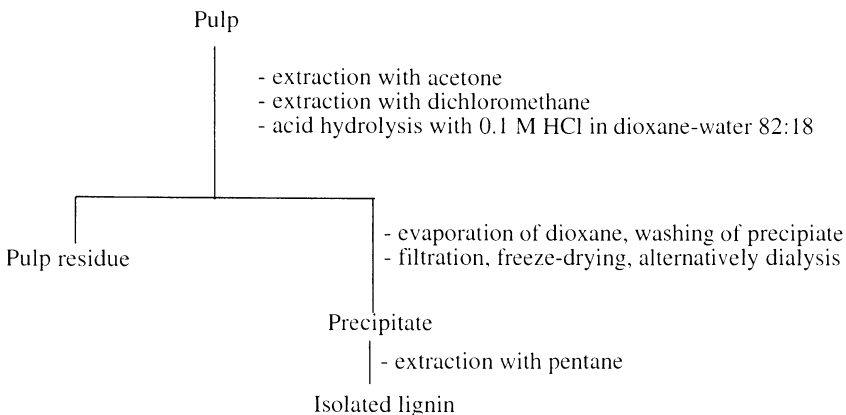 Pulp
- extraction with acetone
- extraction with dichloromethane
- acid hydrolysis with 0.1 M HCl in dioxane-water 82:18
- evaporation of dioxane, washing of precipiate
Pulp residue
- filtration, freeze-drying, alternatively dialysis
Precipitate
- extraction with pentane
Isolated lignin